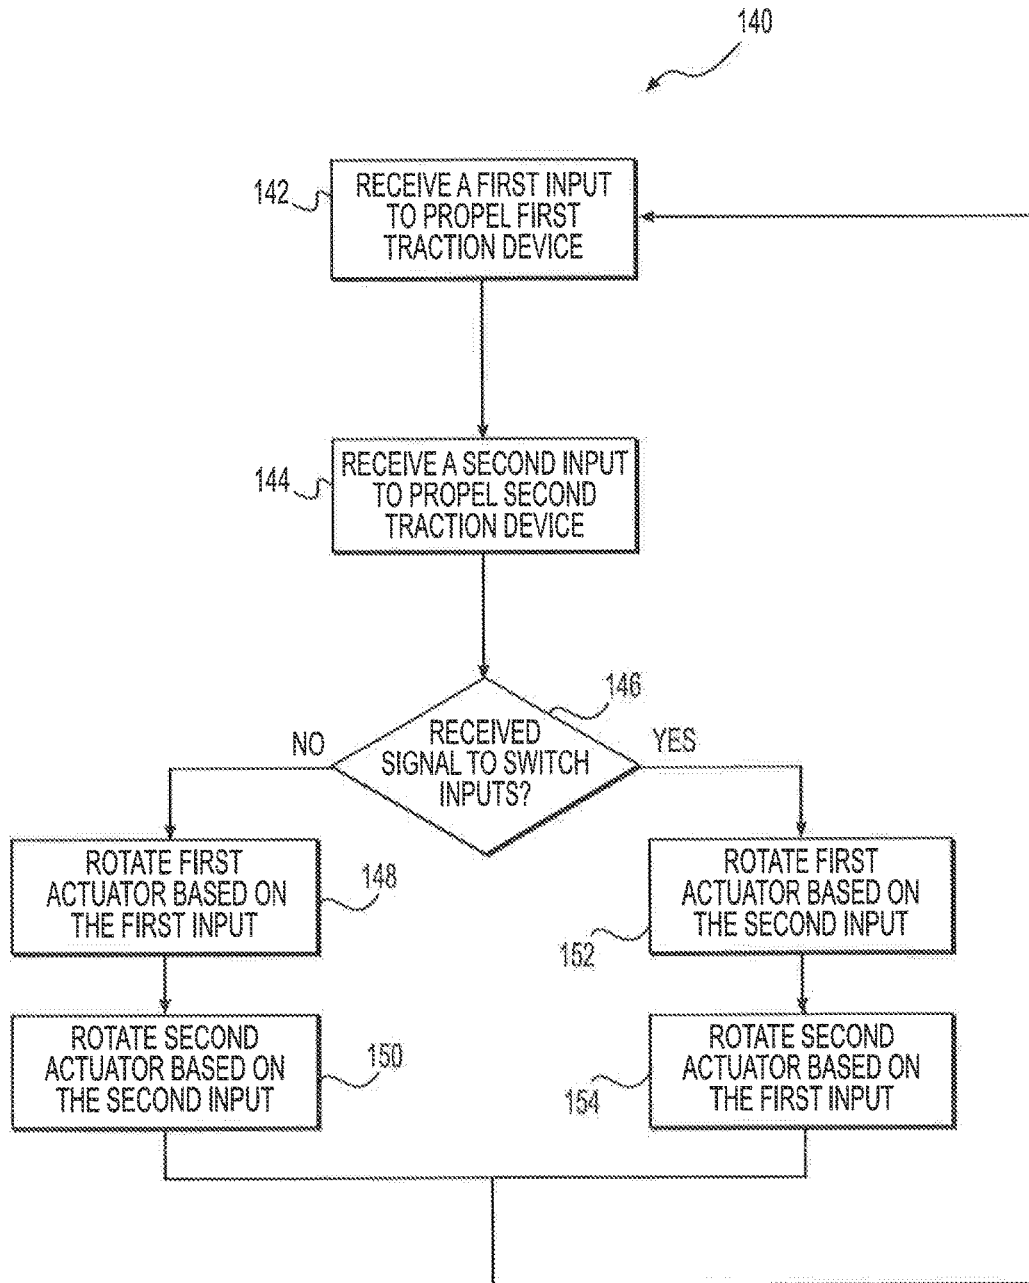 140
142
RECEIVE A FIRST INPUT
TO PROPEL FIRST
TRACTION DEVICE
144
RECEIVE A SECOND INPUT
TO PROPEL SECOND
TRACTION DEVICE
146
NO
RECEIVED
SIGNAL TO SWITCH
INPUTS?
YES
ROTATE FIRST
ACTUATOR BASED ON
THE FIRST INPUT
148
ROTATE FIRST
ACTUATOR BASED ON
THE SECOND INPUT
152
ROTATE SECOND
ACTUATOR BASED ON
THE SECOND INPUT
150
ROTATE SECOND
ACTUATOR BASED ON
THE FIRST INPUT
154